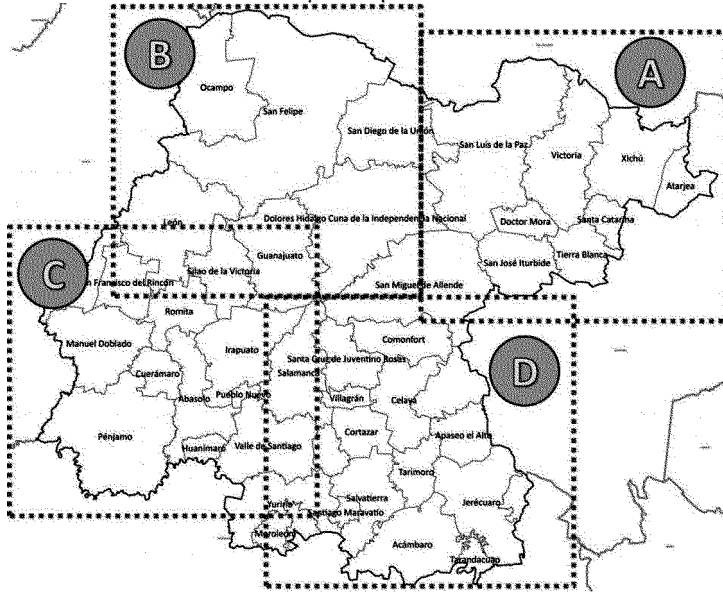 B
A
Ocampo
San Felipe
San Diego de la Unión
San Luis de la Paz
Victoria
Xichú
Atarjea
León
Dolores Hidalgo Cuna de la Independencia Nacional
Doctor Mora
Santa Catarina
C
Guanajuato
San José Iturbide
Tierra Blanca
Silao de la Victoria
n Francisco del Rincón
San Miguel de Allende
Romita
Manuel Doblado
Irapuato
Comonfort
Santa Cruz de Juventino Rosas
D
Cuerámaro
Salamanca
Abasolo
Pueblo Nuevo
Villagrán
Celaya
Pénjamo
Cortazar
Apaseo el Alto
Huanímaro
Valle de Santiago
Tarimoro
Salvatierra
Jerécuaro
Yuriria
Santiago Maravatío
Moroleón
Acámbaro
Tarandacuao